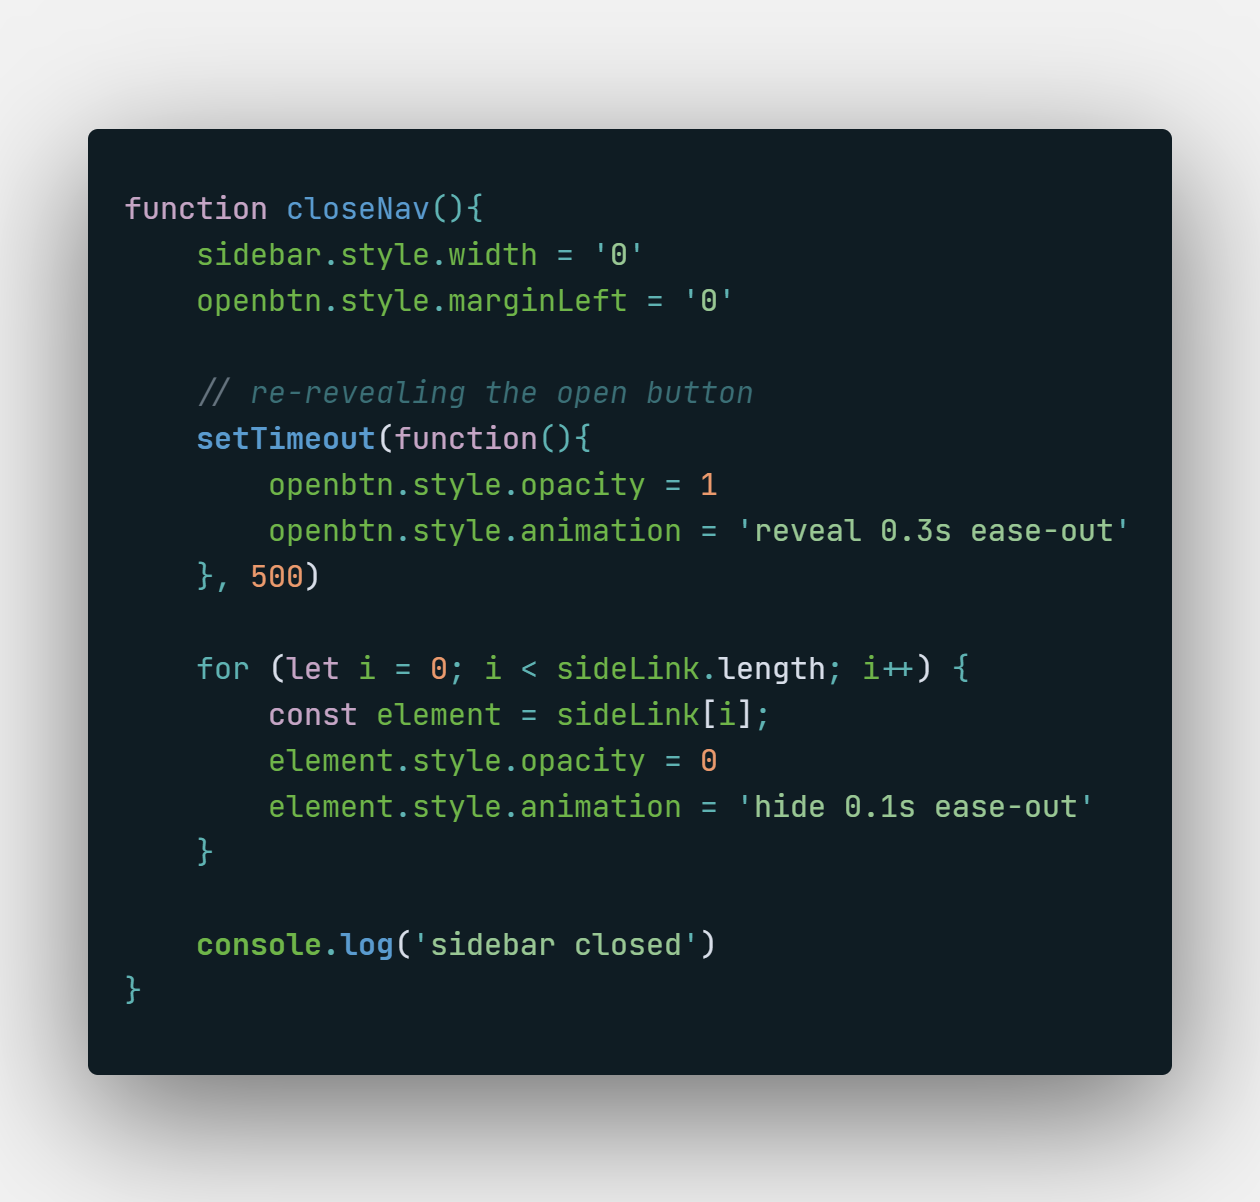 function closeNav(){
    sidebar.style.width = '0'
    openbtn.style.marginLeft = '0'

    // re-revealing the open button
    setTimeout(function(){
        openbtn.style.opacity = 1
        openbtn.style.animation = 'reveal 0.3s ease-out'
    }, 500)

    for (let i = 0; i < sideLink.length; i++) {
        const element = sideLink[i];
        element.style.opacity = 0
        element.style.animation = 'hide 0.1s ease-out'
    }

    console.log('sidebar closed')
}